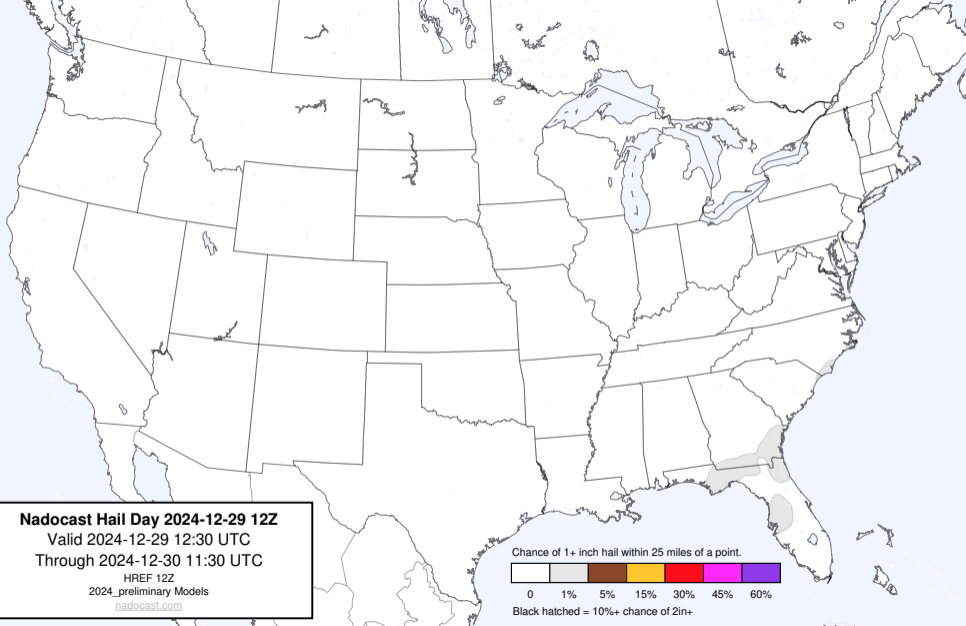 Nadocast Hail Day 2024-12-29 12Z
Valid 2024-12-29 12:30 UTC
Through 2024-12-30 11:30 UTC
HREF 12Z
2024_preliminary Models
nadocast.com
Chance of 1+ inch hail within 25 miles of a point.
0 1% 5% 15% 30% 45% 60%
Black hatched = 10%+ chance of 2in+